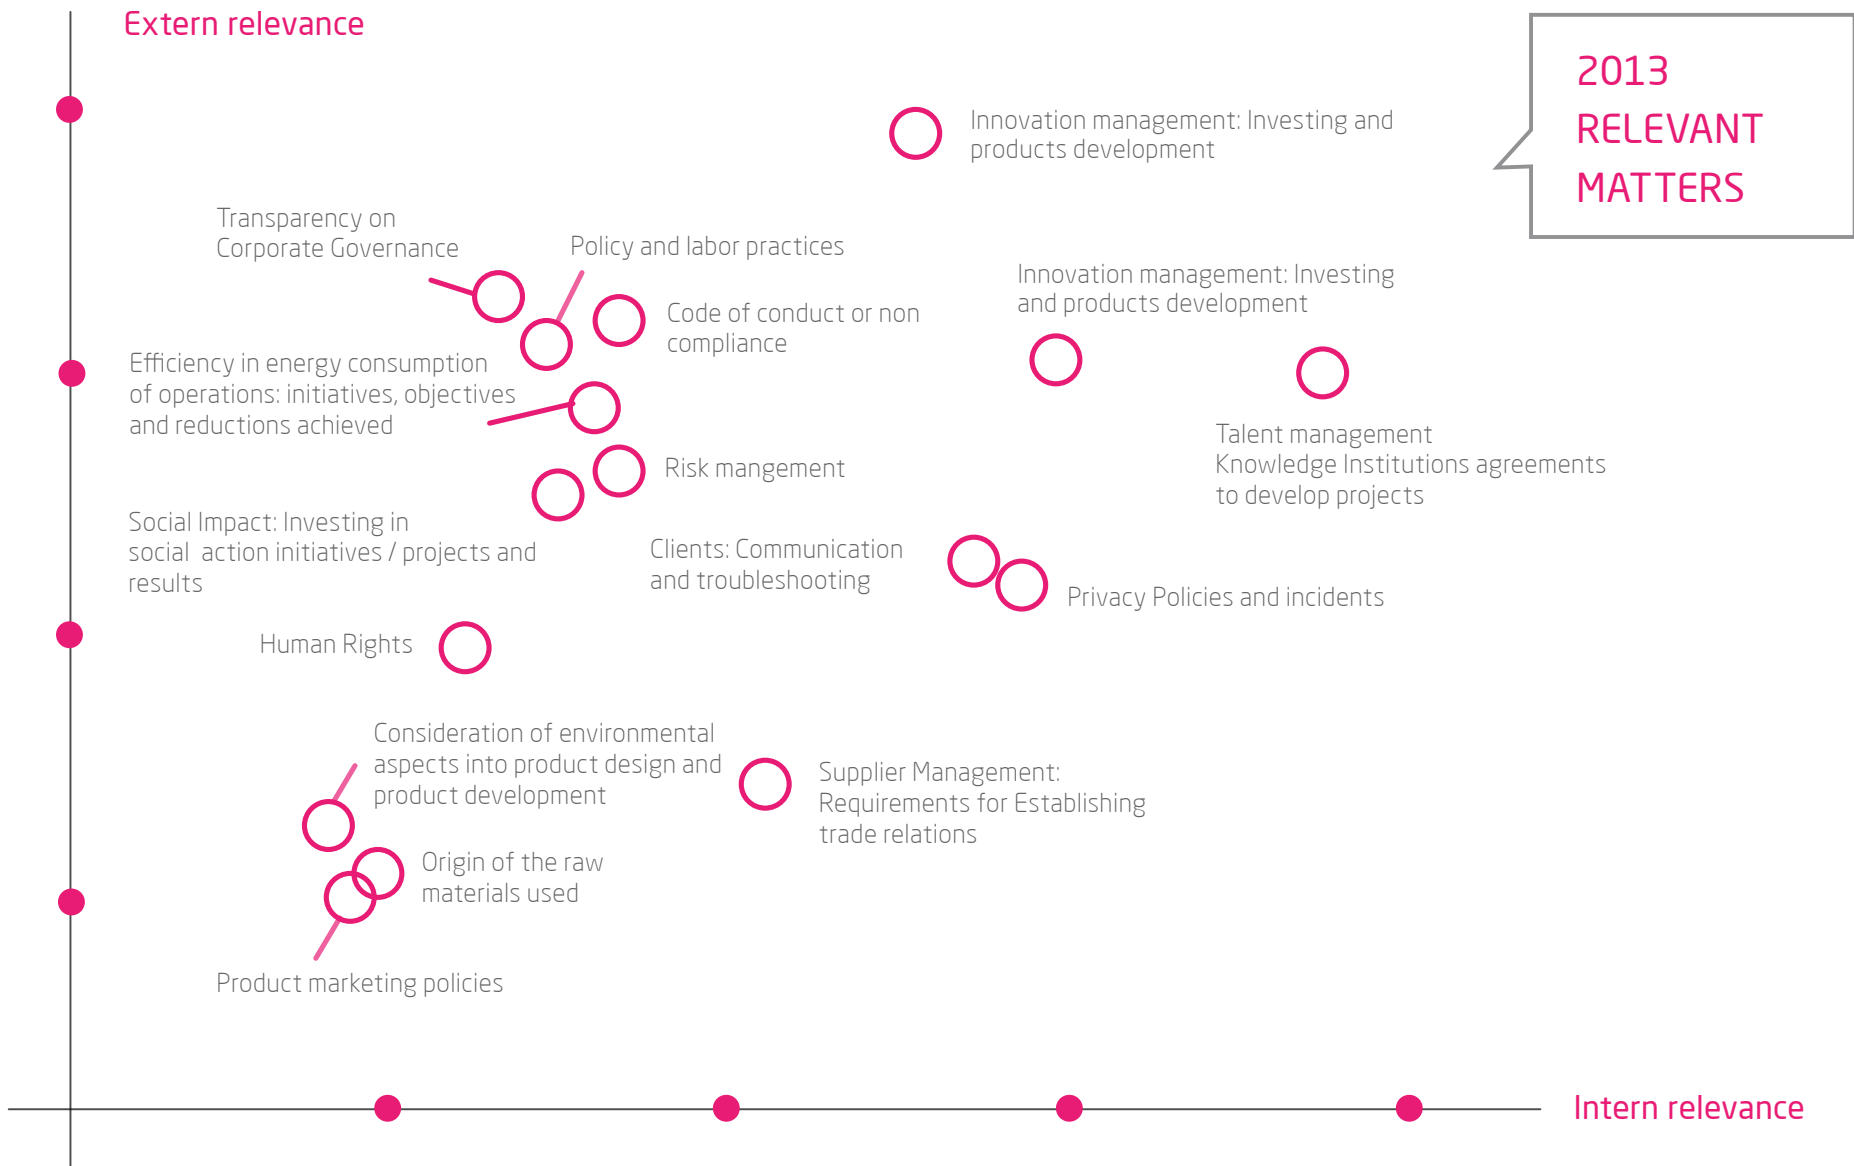 Extern relevance
2013
RELEVANT
MATTERS
Innovation management: Investing and
products development
Transparency on
Corporate Governance
Policy and labor practices
Innovation management: Investing
and products development
Code of conduct or non
compliance
Efficiency in energy consumption
of operations: initiatives, objectives
and reductions achieved
Talent management
Knowledge Institutions agreements
to develop projects
Risk mangement
Social Impact: Investing in
social action initiatives / projects and
results
Clients: Communication
and troubleshooting
Privacy Policies and incidents
Human Rights
Consideration of environmental
aspects into product design and
product development
Supplier Management:
Requirements for Establishing
trade relations
Origin of the raw
materials used
Product marketing policies
Intern relevance